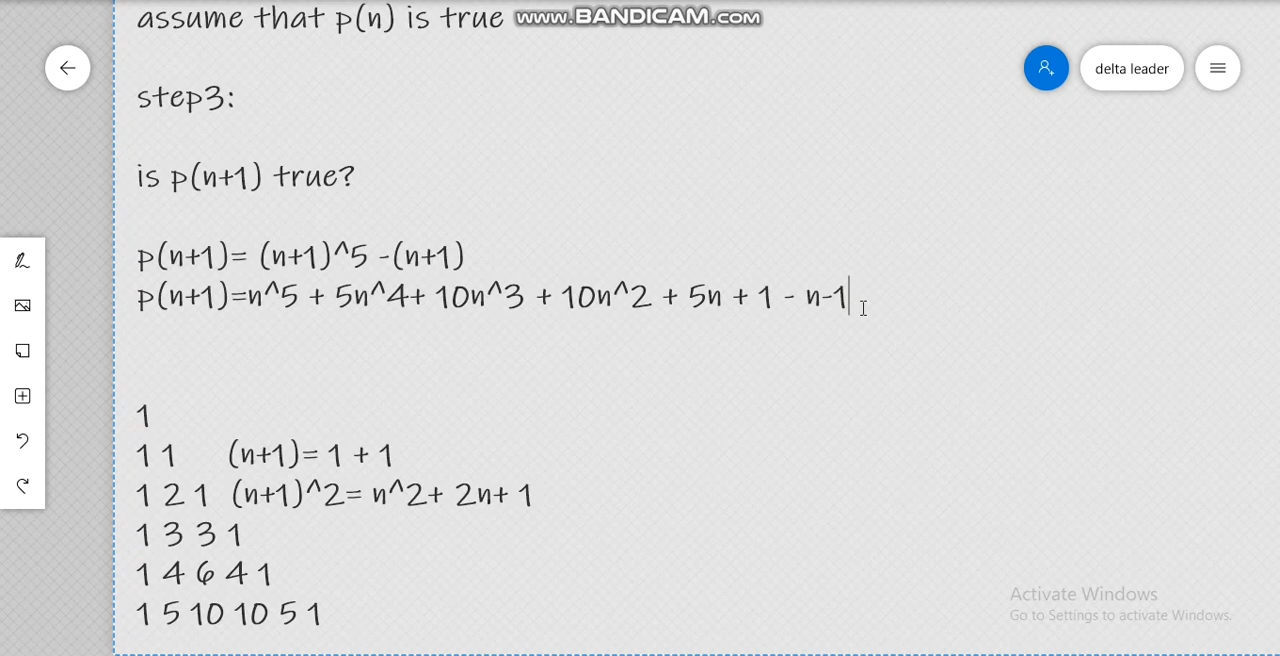 assume that p(n) is true
www.BANDICAM.com
delta leader
step3:
is p(n+1) true?
p(n+1)= (n+1)^5 -(n+1)
p(n+1)=n^5 + 5n^4+ 10n^3 + 10n^2 + 5n + 1 - n-1
1
1 1 (n+1)= 1 + 1
1 2 1 (n+1)^2= n^2+ 2n+ 1
1 3 3 1
1 4 6 4 1
1 5 10 10 5 1
Activate Windows
Go to Settings to activate Windows.